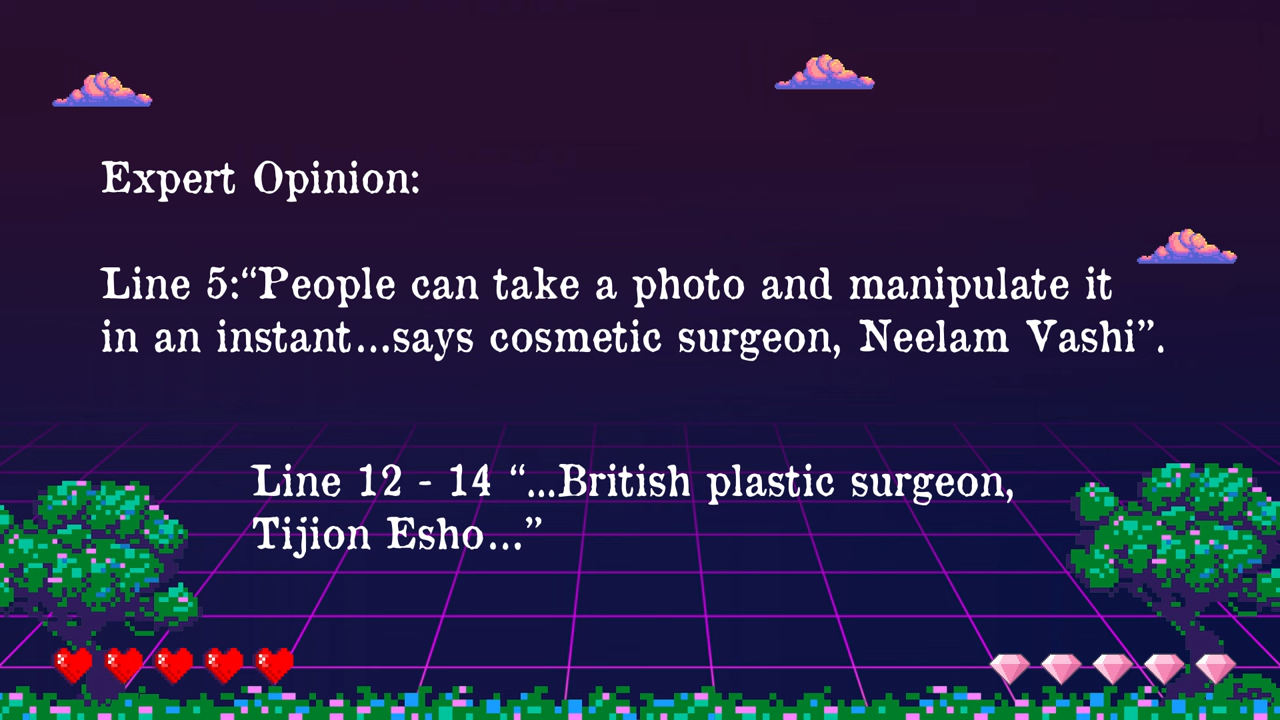 Expert Opinion:
Line 5:“People can take a photo and manipulate it
in an instant...says cosmetic surgeon, Neelam Vashi”.
Line 12 - 14 “...British plastic surgeon,
Tijion Esho...”